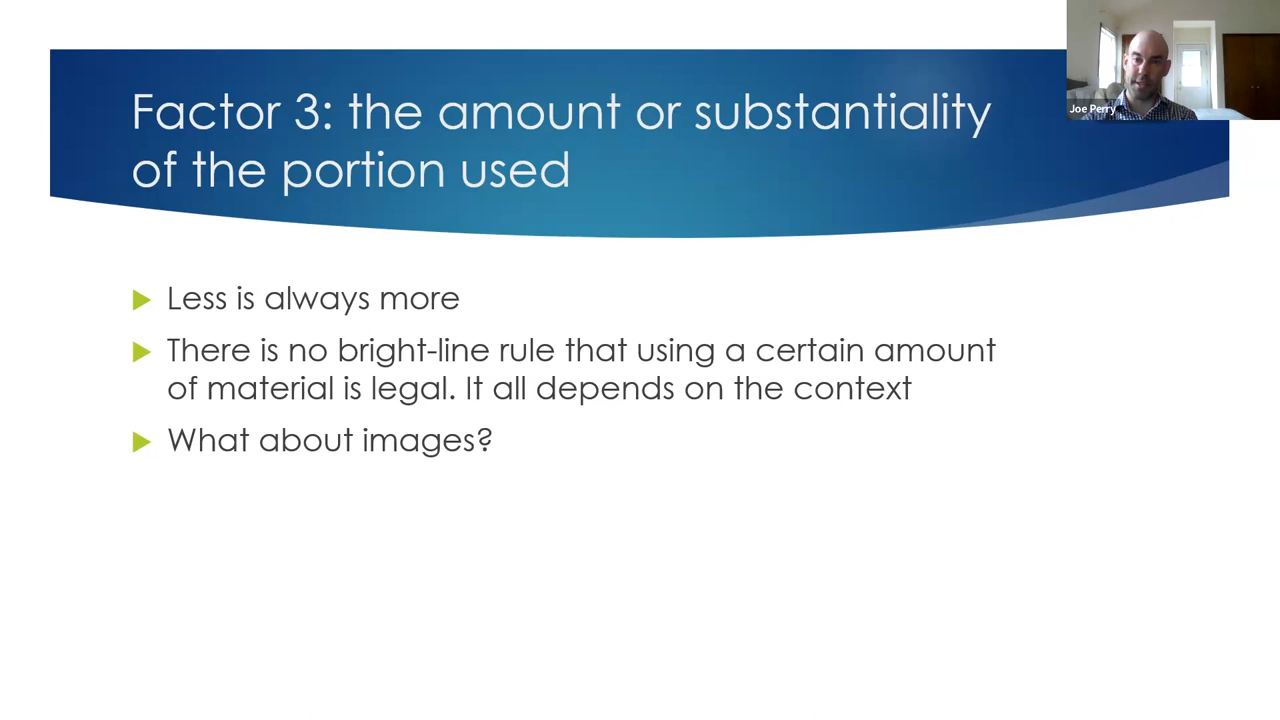 Factor 3: the amount or substantiality
of the portion used
Joe Perry
Less is always more
There is no bright-line rule that using a certain amount
of material is legal. It all depends on the context
What about images?